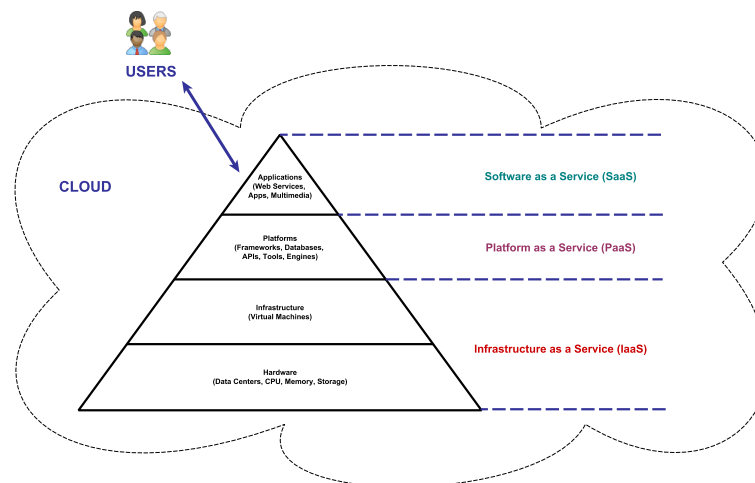 USERS
CLOUD
Applications
(Web Services,
Apps, Multimedia)
Software as a Service (SaaS)
Platforms
(Frameworks, Databases,
APIs, Tools, Engines)
Platform as a Service (PaaS)
Infrastructure
(Virtual Machines)
Infrastructure as a Service (IaaS)
Hardware
(Data Centers, CPU, Memory, Storage)